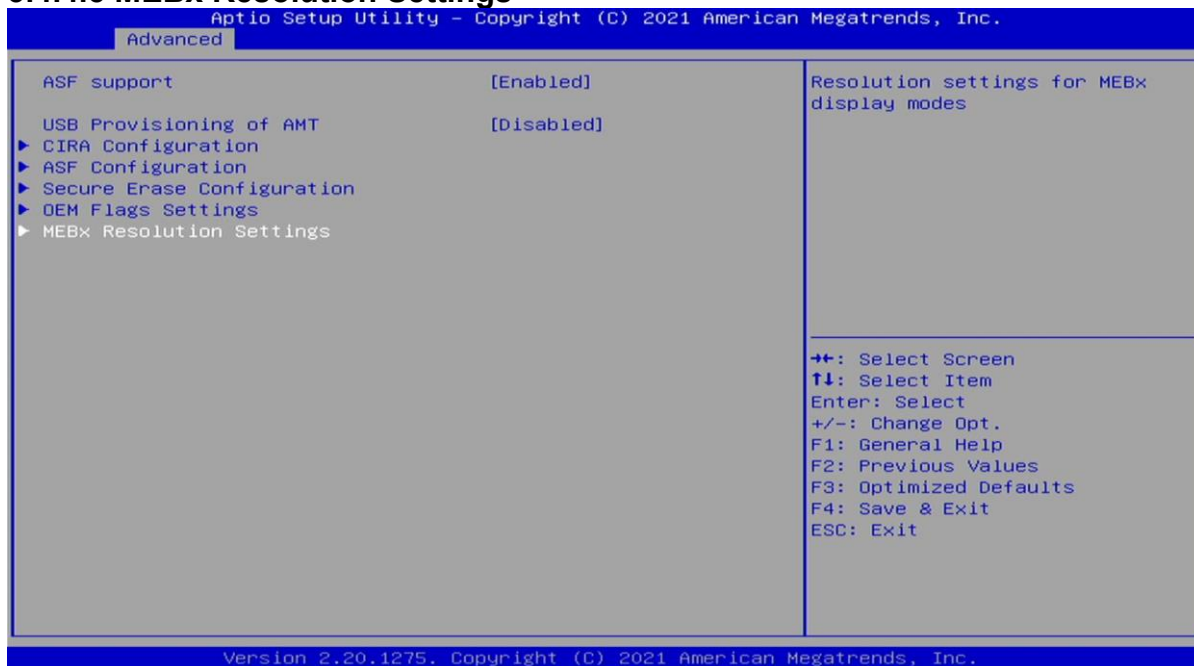 MEBx Resolution Settings
Aptio Setup Utility – Copyright (C) 2021 American Megatrends, Inc.
Advanced
ASF support [Enabled]
USB Provisioning of AMT [Disabled]
► CIRA Configuration
► ASF Configuration
► Secure Erase Configuration
► OEM Flags Settings
► MEBx Resolution Settings
Resolution settings for MEBx
display modes
→←: Select Screen
↑↓: Select Item
Enter: Select
+/-: Change Opt.
F1: General Help
F2: Previous Values
F3: Optimized Defaults
F4: Save & Exit
ESC: Exit
Version 2.20.1275. Copyright (C) 2021 American Megatrends, Inc.